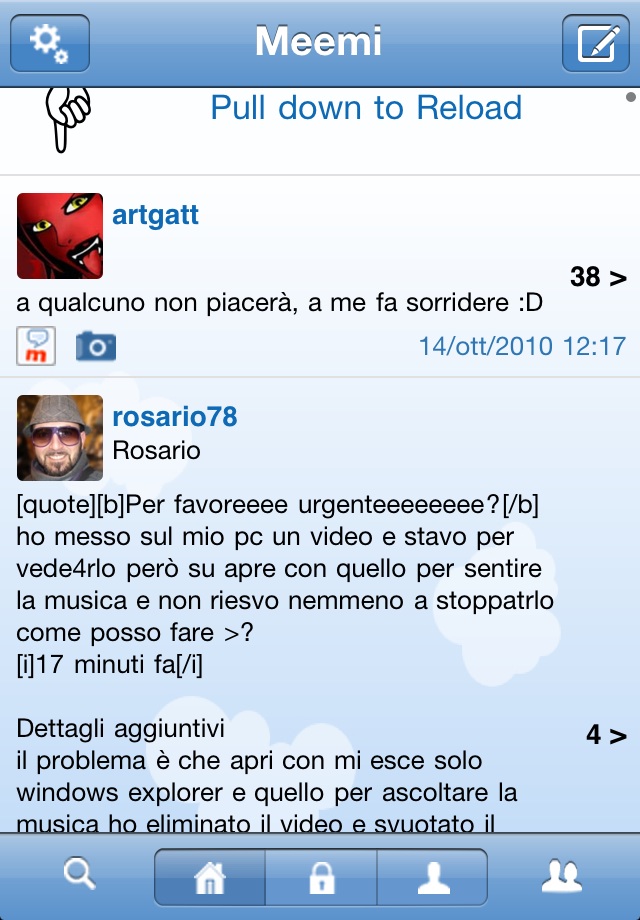 Meemi
Pull down to Reload
artgatt
38 >
a qualcuno non piacerà, a me fa sorridere :D
m
14/ott/2010 12:17
rosario78
Rosario
[quote][b]Per favoreeee urgenteeeeeeee?[/b]
ho messo sul mio pc un video e stavo per
vede4rlo però su apre con quello per sentire
la musica e non riesvo nemmeno a stoppatrlo
come posso fare >?
[i]17 minuti fa[/i]
Dettagli aggiuntivi
4 >
il problema è che apri con mi esce solo
windows explorer e quello per ascoltare la
musica ho eliminato il video e svuotato il